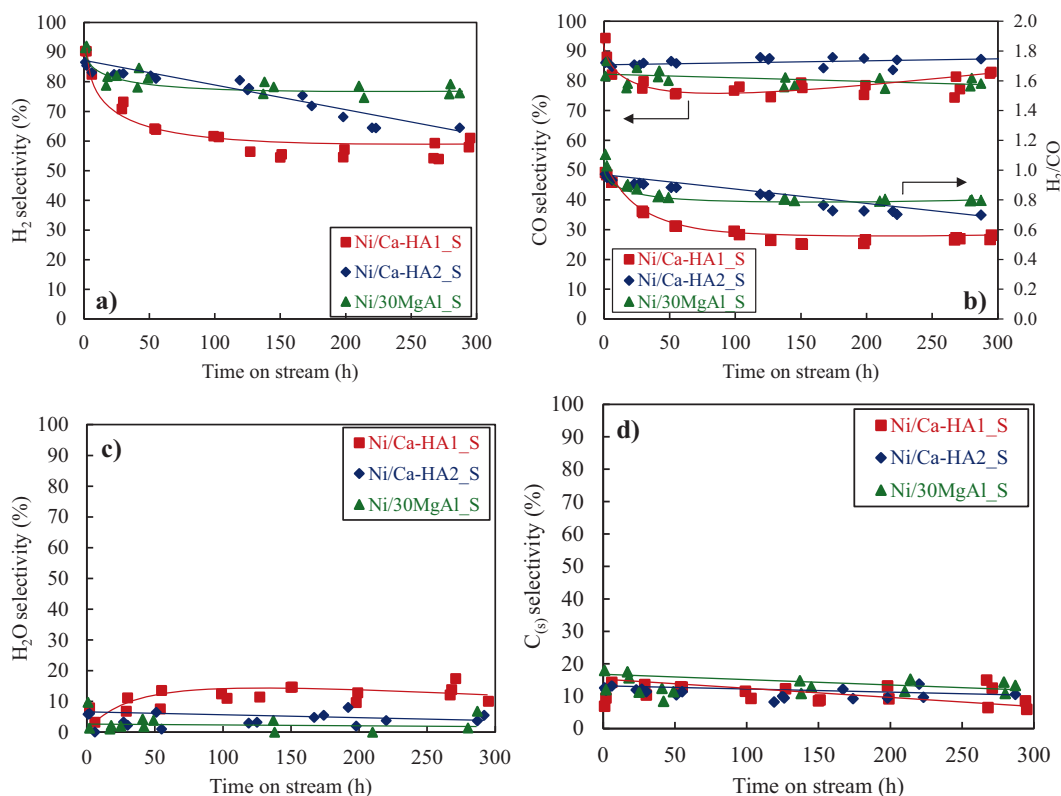 a)
H₂ selectivity (%)
100
90
80
70
60
50
40
30
20
10
0
Ni/Ca-HA1_S
Ni/Ca-HA2_S
Ni/30MgAl_S
0 50 100 150 200 250 300
Time on stream (h)
b)
CO selectivity (%)
100
90
80
70
60
50
40
30
20
10
0
H₂/CO
2.0
1.8
1.6
1.4
1.2
1.0
0.8
0.6
0.4
0.2
0.0
Ni/Ca-HA1_S
Ni/Ca-HA2_S
Ni/30MgAl_S
0 50 100 150 200 250 300
Time on stream (h)
c)
H₂O selectivity (%)
100
90
80
70
60
50
40
30
20
10
0
Ni/Ca-HA1_S
Ni/Ca-HA2_S
Ni/30MgAl_S
0 50 100 150 200 250 300
Time on stream (h)
d)
C₍ₛ₎ selectivity (%)
100
90
80
70
60
50
40
30
20
10
0
Ni/Ca-HA1_S
Ni/Ca-HA2_S
Ni/30MgAl_S
0 50 100 150 200 250 300
Time on stream (h)